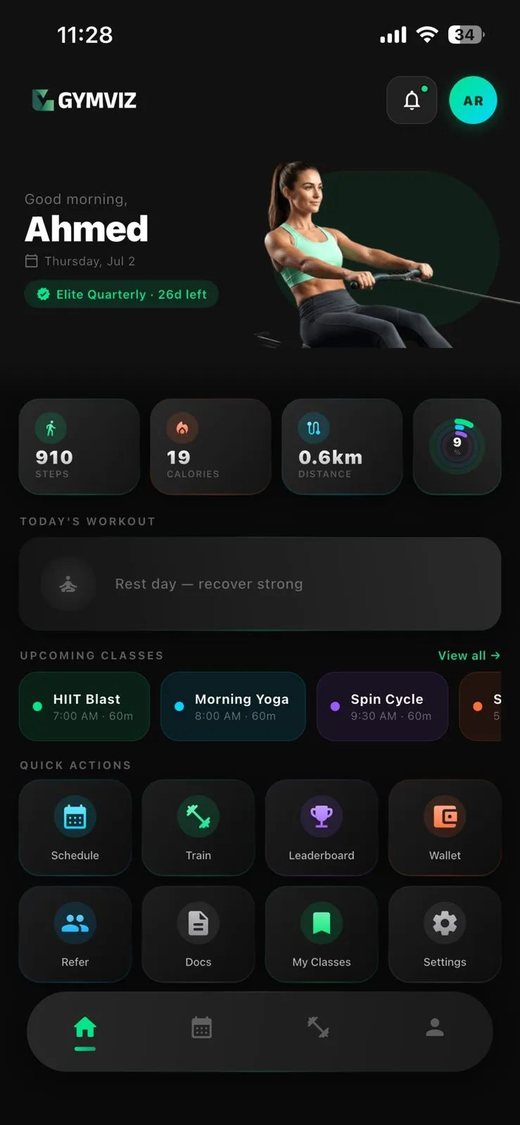 11:28
34
GYMVIZ
AR
Good morning,
Ahmed
Thursday, Jul 2
Elite Quarterly · 26d left
910
STEPS
19
CALORIES
0.6km
DISTANCE
9
%
TODAY'S WORKOUT
Rest day — recover strong
UPCOMING CLASSES
View all →
HIIT Blast
7:00 AM · 60m
Morning Yoga
8:00 AM · 60m
Spin Cycle
9:30 AM · 60m
S
5
QUICK ACTIONS
Schedule
Train
Leaderboard
Wallet
Refer
Docs
My Classes
Settings